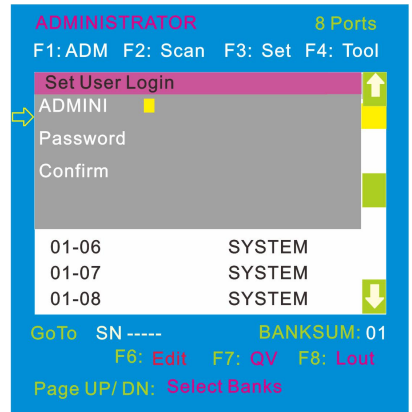 ADMINISTRATOR 8 Ports
F1: ADM F2: Scan F3: Set F4: Tool
Set User Login
ADMINI
Password
Confirm
01-06 SYSTEM
01-07 SYSTEM
01-08 SYSTEM
GoTo SN ----- BANKSUM: 01
F6: Edit F7: QV F8: Lout
Page UP/ DN: Select Banks